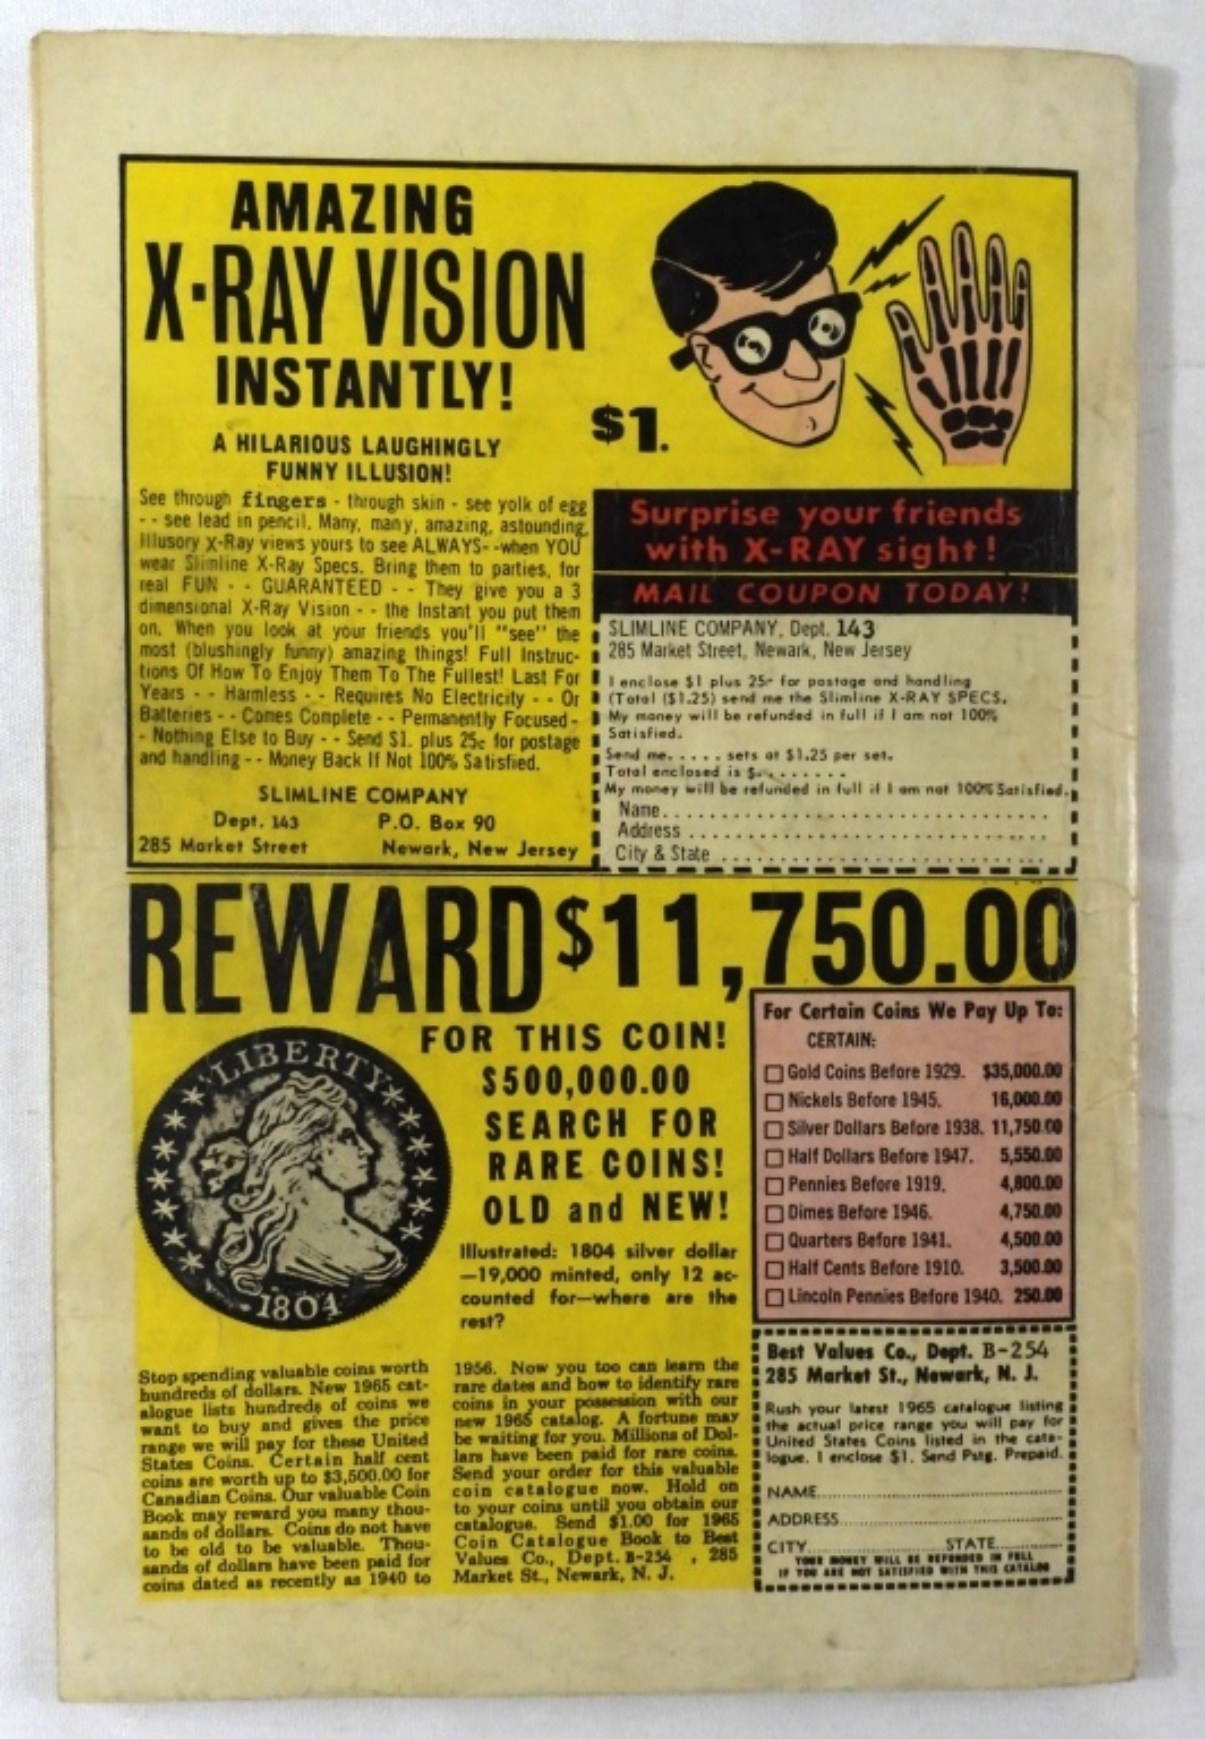 AMAZING
X-RAY VISION
INSTANTLY!
A HILARIOUS LAUGHINGLY
FUNNY ILLUSION!
See through fingers - through skin - see yolk of egg
- - see lead in pencil. Many, many, amazing, astounding,
Illusory X-Ray views yours to see ALWAYS- -when YOU
wear Slimline X-Ray Specs. Bring them to parties, for
real FUN - - GUARANTEED - - They give you a 3
dimensional X-Ray Vision - - the Instant you put them
on. When you look at your friends you'll "see" the
most (blushingly funny) amazing things! Full Instruc-
tions Of How To Enjoy Them To The Fullest! Last For
Years - - Harmless - - Requires No Electricity - - Or
Batteries - - Comes Complete - - Permanently Focused -
- Nothing Else to Buy - - Send $1. plus 25c for postage
and handling - - Money Back If Not 100% Satisfied.
SLIMLINE COMPANY
Dept. 143 P.O. Box 90
285 Market Street Newark, New Jersey
$1.
Surprise your friends
with X-RAY sight!
MAIL COUPON TODAY!
SLIMLINE COMPANY, Dept. 143
285 Market Street, Newark, New Jersey
I enclose $1 plus 25c for postage and handling
(Total ($1.25) send me the Slimline X-RAY SPECS.
My money will be refunded in full if I am not 100%
Satisfied.
Send me..... sets at $1.25 per set.
Total enclosed is $........
My money will be refunded in full if I am not 100% Satisfied.
Name
Address
City & State
REWARD $11,750.00
FOR THIS COIN!
$500,000.00
SEARCH FOR
RARE COINS!
OLD and NEW!
LIBERTY
1804
Illustrated: 1804 silver dollar
—19,000 minted, only 12 ac-
counted for—where are the
rest?
Stop spending valuable coins worth
hundreds of dollars. New 1965 cat-
alogue lists hundreds of coins we
want to buy and gives the price
range we will pay for these United
States Coins. Certain half cent
coins are worth up to $3,500.00 for
Canadian Coins. Our valuable Coin
Book may reward you many thou-
sands of dollars. Coins do not have
to be old to be valuable. Thou-
sands of dollars have been paid for
coins dated as recently as 1940 to
1956. Now you too can learn the
rare dates and how to identify rare
coins in your possession with our
new 1965 catalog. A fortune may
be waiting for you. Millions of Dol-
lars have been paid for rare coins.
Send your order for this valuable
coin catalogue now. Hold on
to your coins until you obtain our
catalogue. Send $1.00 for 1965
Coin Catalogue Book to Best
Values Co., Dept. B-254 , 285
Market St., Newark, N. J.
For Certain Coins We Pay Up To:
CERTAIN:
Gold Coins Before 1929. $35,000.00
Nickels Before 1945. 16,000.00
Silver Dollars Before 1938. 11,750.00
Half Dollars Before 1947. 5,550.00
Pennies Before 1919. 4,800.00
Dimes Before 1946. 4,750.00
Quarters Before 1941. 4,500.00
Half Cents Before 1910. 3,500.00
Lincoln Pennies Before 1940. 250.00
Best Values Co., Dept. B-254
285 Market St., Newark, N. J.
Rush your latest 1965 catalogue listing
the actual price range you will pay for
United States Coins listed in the cata-
logue. I enclose $1. Send Pstg. Prepaid.
NAME
ADDRESS
CITY STATE
YOUR MONEY WILL BE REFUNDED IN FULL
IF YOU ARE NOT SATISFIED WITH THIS CATALOG